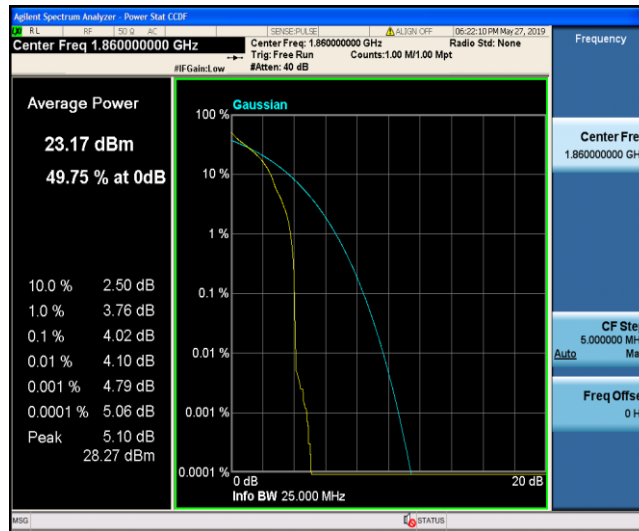 Agilent Spectrum Analyzer - Power Stat CCDF
RL RF 50 Ω AC SENSE:PULSE ALIGN OFF 06:22:10 PM May 27, 2019
Center Freq 1.860000000 GHz
Center Freq: 1.860000000 GHz Radio Std: None
Trig: Free Run Counts:1.00 M/1.00 Mpt
#IFGain:Low #Atten: 40 dB
Frequency
Average Power
23.17 dBm
49.75 % at 0dB
10.0 % 2.50 dB
1.0 % 3.76 dB
0.1 % 4.02 dB
0.01 % 4.10 dB
0.001 % 4.79 dB
0.0001 % 5.06 dB
Peak 5.10 dB
28.27 dBm
Gaussian
100 %
10 %
1 %
0.1 %
0.01 %
0.001 %
0.0001 %
0 dB 20 dB
Info BW 25.000 MHz
Center Fre
1.860000000 GH
CF Ste
5.000000 MH
Auto Ma
Freq Offse
0 H
MSG STATUS